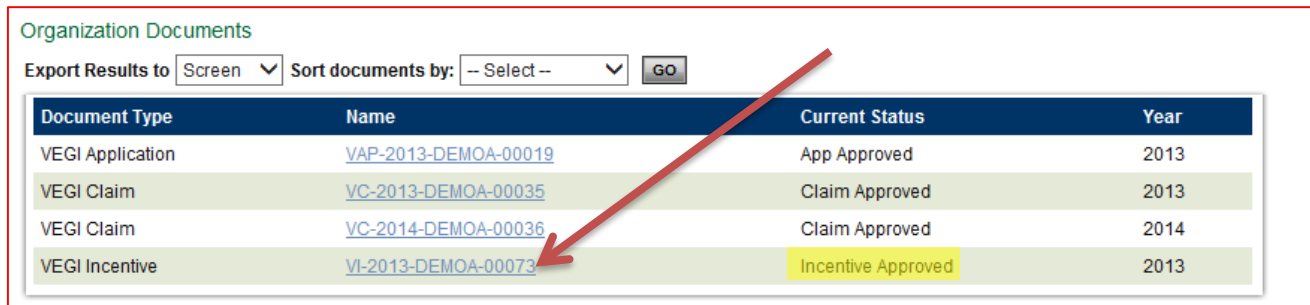 Organization Documents
Export Results to Screen Sort documents by: -- Select -- GO
Document Type Name Current Status Year
VEGI Application VAP-2013-DEMOA-00019 App Approved 2013
VEGI Claim VC-2013-DEMOA-00035 Claim Approved 2013
VEGI Claim VC-2014-DEMOA-00036 Claim Approved 2014
VEGI Incentive VI-2013-DEMOA-00073 Incentive Approved 2013